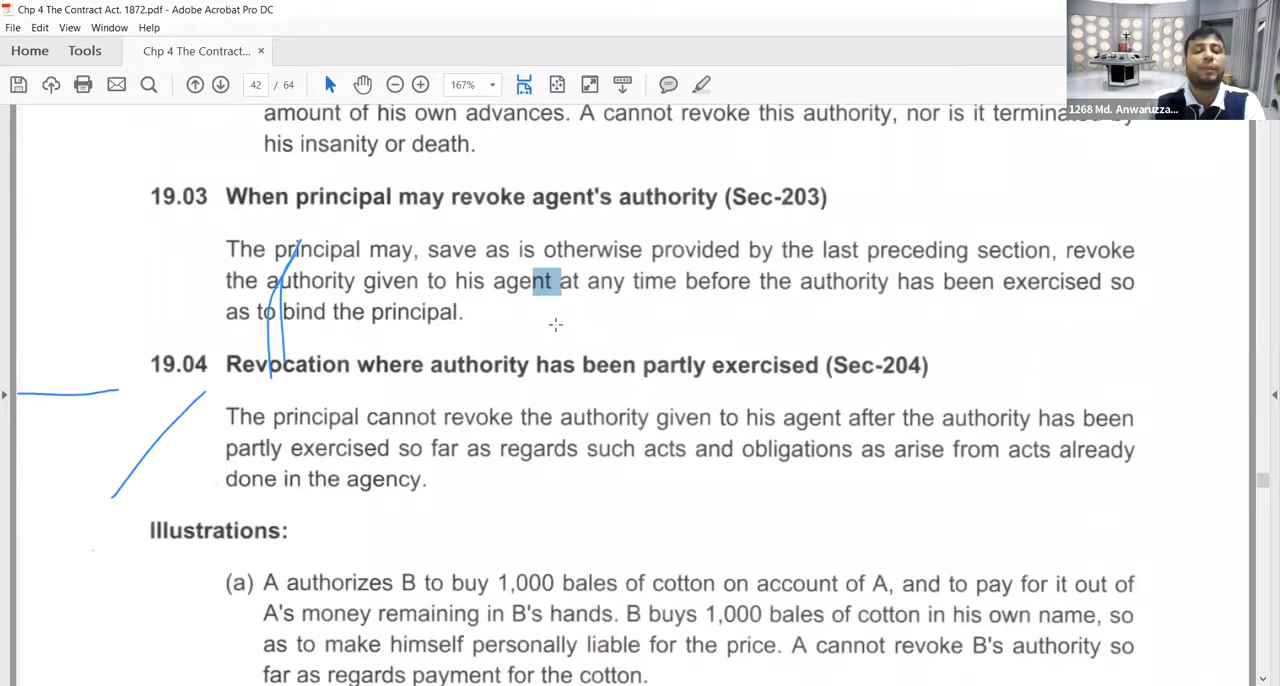 Chp 4 The Contract Act. 1872.pdf - Adobe Acrobat Pro DC
File Edit View Window Help
Home Tools Chp 4 The Contract... ×
42 / 64 167%
1268 Md. Anwaruzza...
amount of his own advances. A cannot revoke this authority, nor is it terminated by
his insanity or death.
19.03 When principal may revoke agent's authority (Sec-203)
The principal may, save as is otherwise provided by the last preceding section, revoke
the authority given to his agent at any time before the authority has been exercised so
as to bind the principal.
19.04 Revocation where authority has been partly exercised (Sec-204)
The principal cannot revoke the authority given to his agent after the authority has been
partly exercised so far as regards such acts and obligations as arise from acts already
done in the agency.
Illustrations:
(a) A authorizes B to buy 1,000 bales of cotton on account of A, and to pay for it out of
A's money remaining in B's hands. B buys 1,000 bales of cotton in his own name, so
as to make himself personally liable for the price. A cannot revoke B's authority so
far as regards payment for the cotton.